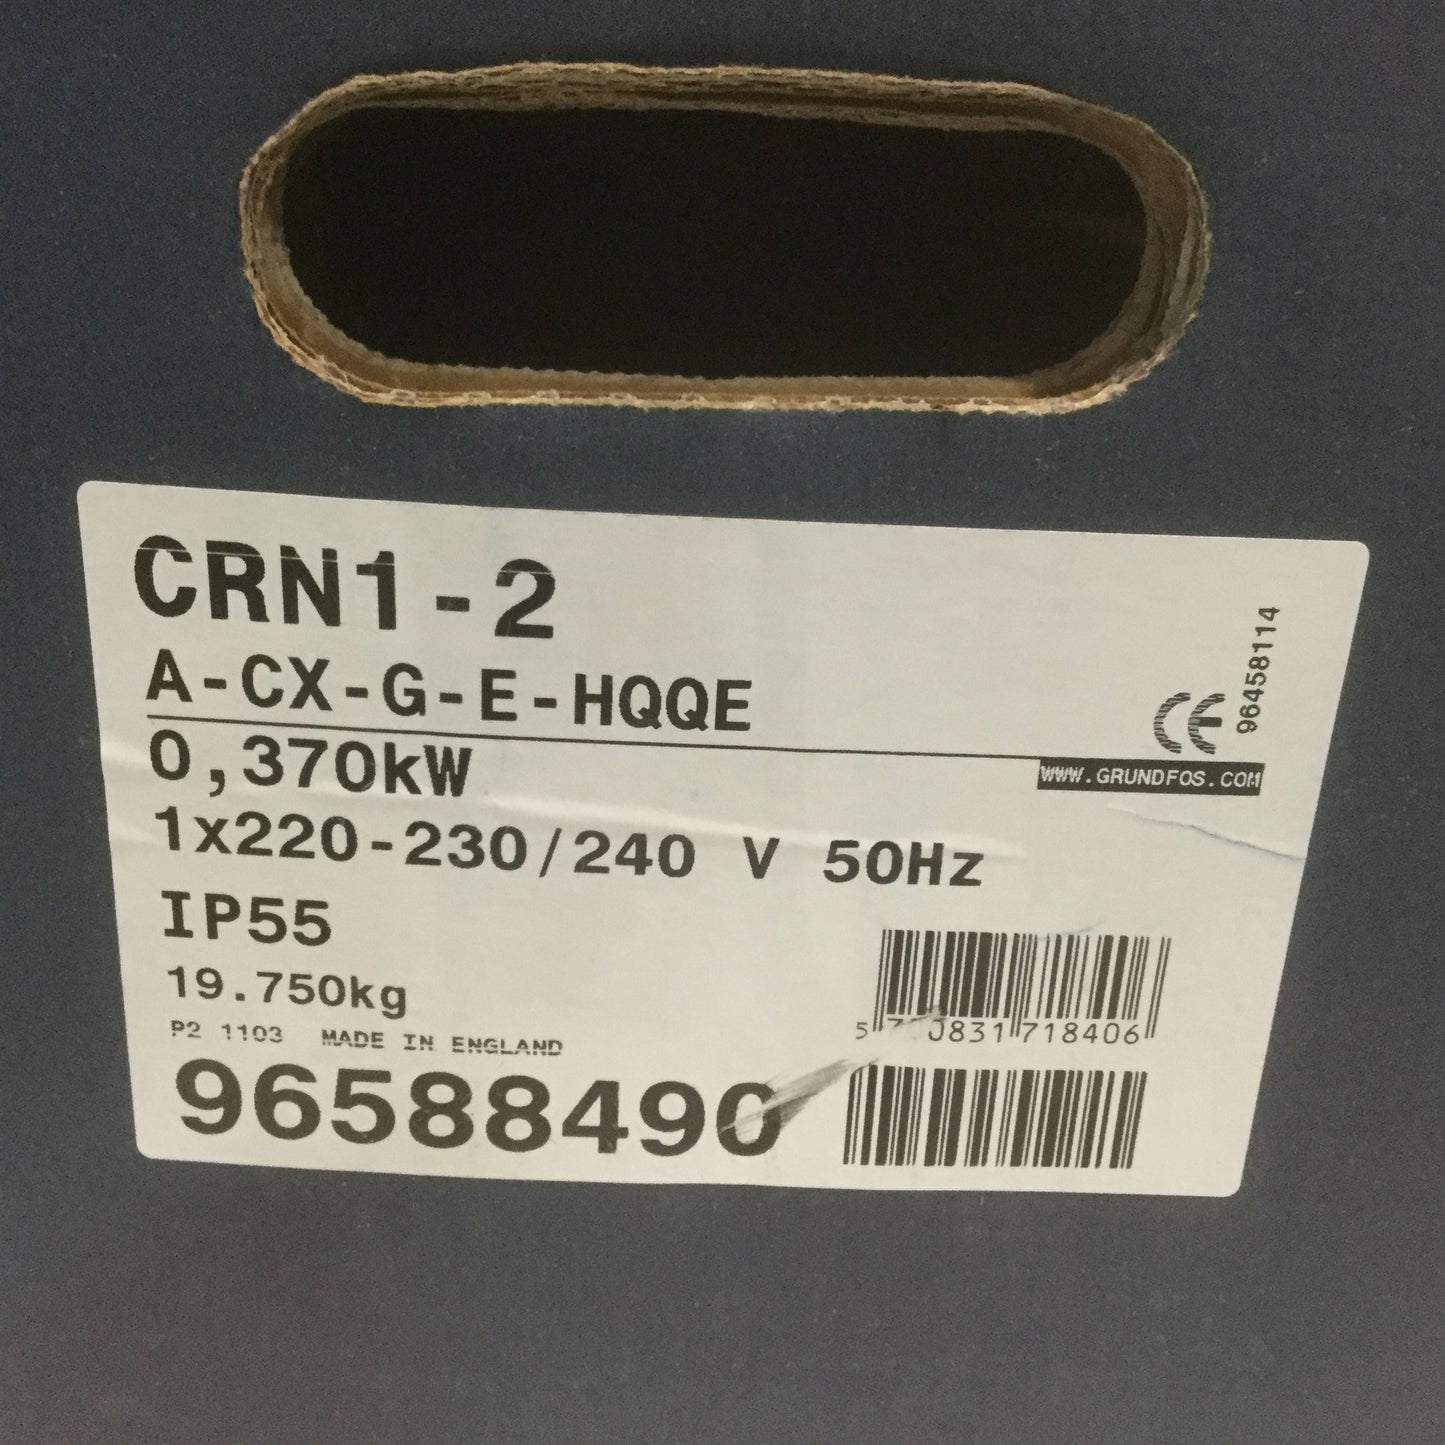 CRN1-2
A-CX-G-E-HQQE
0,370kW
1x220-230/240 V 50Hz
IP55
19.750kg
P2 1103 MADE IN ENGLAND
96588490
CE
96458114
WWW.GRUNDFOS.COM